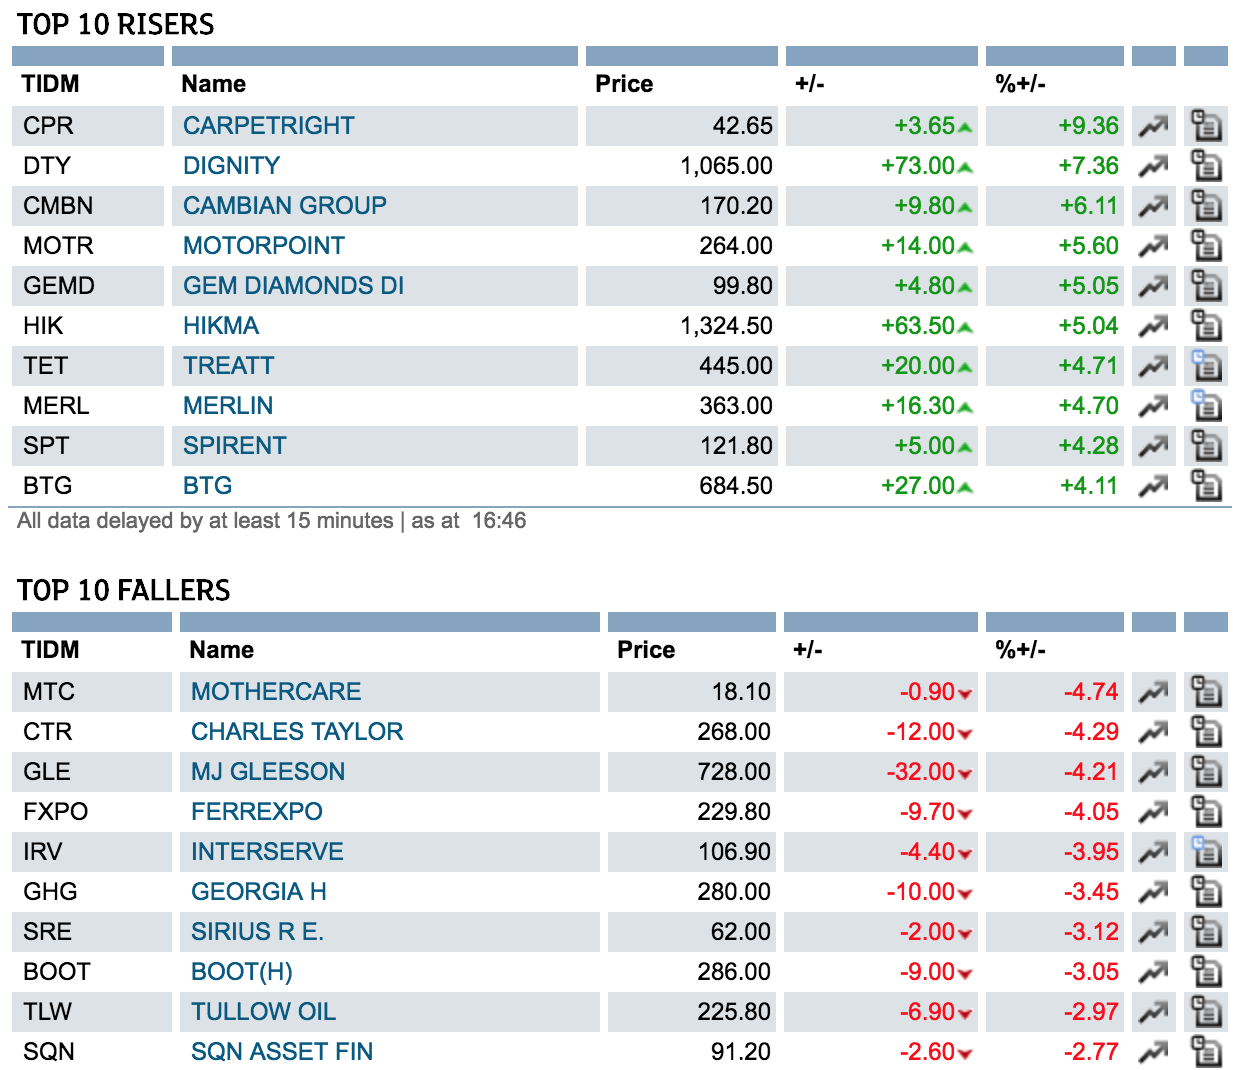 TOP 10 RISERS
TIDM Name Price +/- %+/-
CPR CARPETRIGHT 42.65 +3.65 +9.36
DTY DIGNITY 1,065.00 +73.00 +7.36
CMBN CAMBIAN GROUP 170.20 +9.80 +6.11
MOTR MOTORPOINT 264.00 +14.00 +5.60
GEMD GEM DIAMONDS DI 99.80 +4.80 +5.05
HIK HIKMA 1,324.50 +63.50 +5.04
TET TREATT 445.00 +20.00 +4.71
MERL MERLIN 363.00 +16.30 +4.70
SPT SPIRENT 121.80 +5.00 +4.28
BTG BTG 684.50 +27.00 +4.11
All data delayed by at least 15 minutes | as at 16:46
TOP 10 FALLERS
TIDM Name Price +/- %+/-
MTC MOTHERCARE 18.10 -0.90 -4.74
CTR CHARLES TAYLOR 268.00 -12.00 -4.29
GLE MJ GLEESON 728.00 -32.00 -4.21
FXPO FERREXPO 229.80 -9.70 -4.05
IRV INTERSERVE 106.90 -4.40 -3.95
GHG GEORGIA H 280.00 -10.00 -3.45
SRE SIRIUS R E. 62.00 -2.00 -3.12
BOOT BOOT(H) 286.00 -9.00 -3.05
TLW TULLOW OIL 225.80 -6.90 -2.97
SQN SQN ASSET FIN 91.20 -2.60 -2.77